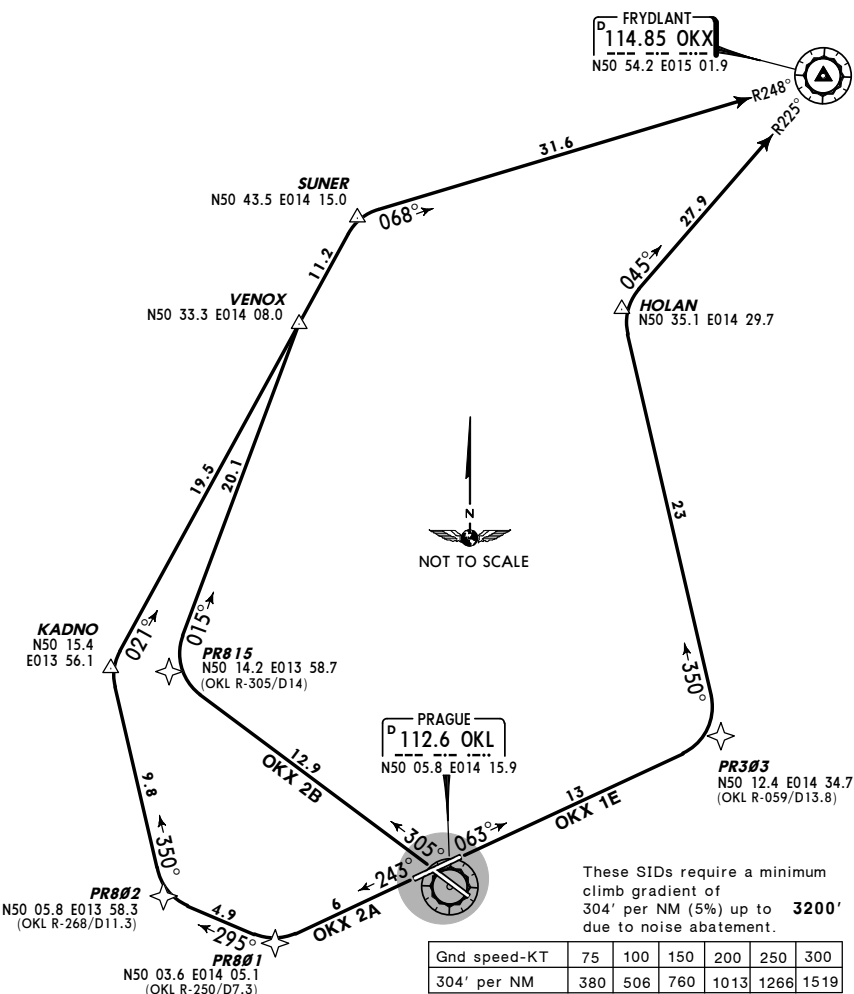 FRYDLANT
D
114.85 OKX
N50 54.2 E015 01.9
R248°
R225°
31.6
SUNER
N50 43.5 E014 15.0
068°
27.9
11.2
045°
VENOX
N50 33.3 E014 08.0
HOLAN
N50 35.1 E014 29.7
19.5
20.1
23
N
NOT TO SCALE
KADNO
N50 15.4
E013 56.1
021°
015°
PR815
N50 14.2 E013 58.7
(OKL R-305/D14)
350°
PRAGUE
D
112.6 OKL
N50 05.8 E014 15.9
12.9
OKX 2B
PR3Ø3
N50 12.4 E014 34.7
(OKL R-059/D13.8)
13
OKX 1E
9.8
350°
305°
063°
243°
PR8Ø2
N50 05.8 E013 58.3
(OKL R-268/D11.3)
4.9
295°
6
OKX 2A
PR8Ø1
N50 03.6 E014 05.1
(OKL R-250/D7.3)
These SIDs require a minimum
climb gradient of
304' per NM (5%) up to 3200'
due to noise abatement.
Gnd speed-KT 75 100 150 200 250 300
304' per NM 380 506 760 1013 1266 1519